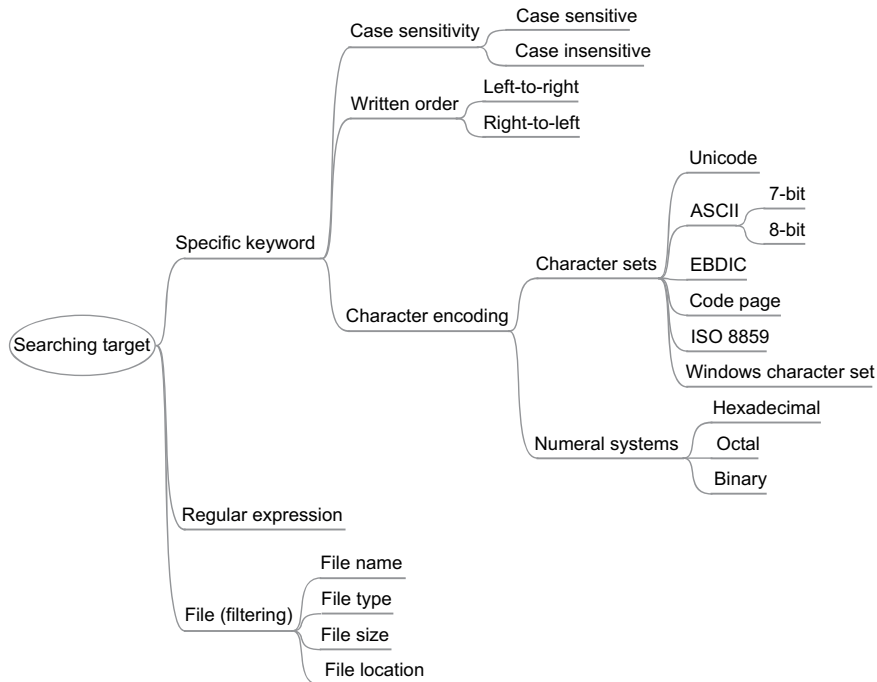 Case sensitivity
Case sensitive
Case insensitive
Written order
Left-to-right
Right-to-left
Unicode
ASCII
7-bit
8-bit
Specific keyword
Character sets
EBDIC
Code page
Character encoding
ISO 8859
Searching target
Windows character set
Hexadecimal
Numeral systems
Octal
Binary
Regular expression
File name
File type
File (filtering)
File size
File location